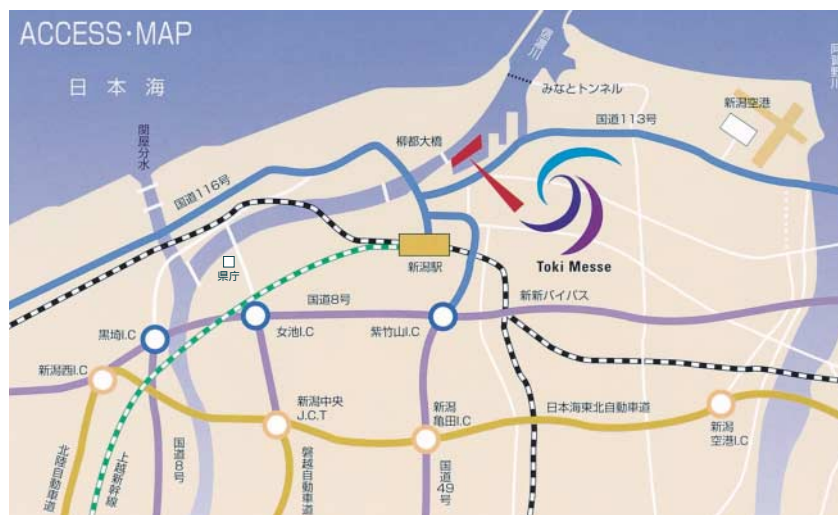 ACCESS・MAP
日本海
信濃川
阿賀野川
みなとトンネル
新潟空港
関屋分水
柳都大橋
国道113号
国道116号
Toki Messe
新潟駅
県庁
国道8号
新新バイパス
黒埼I.C
女池I.C
紫竹山I.C
新潟西I.C
新潟中央
J.C.T
新潟
亀田I.C
日本海東北自動車道
新潟
空港I.C
北陸自動車道
上越新幹線
国道8号
磐越自動車道
国道
49号